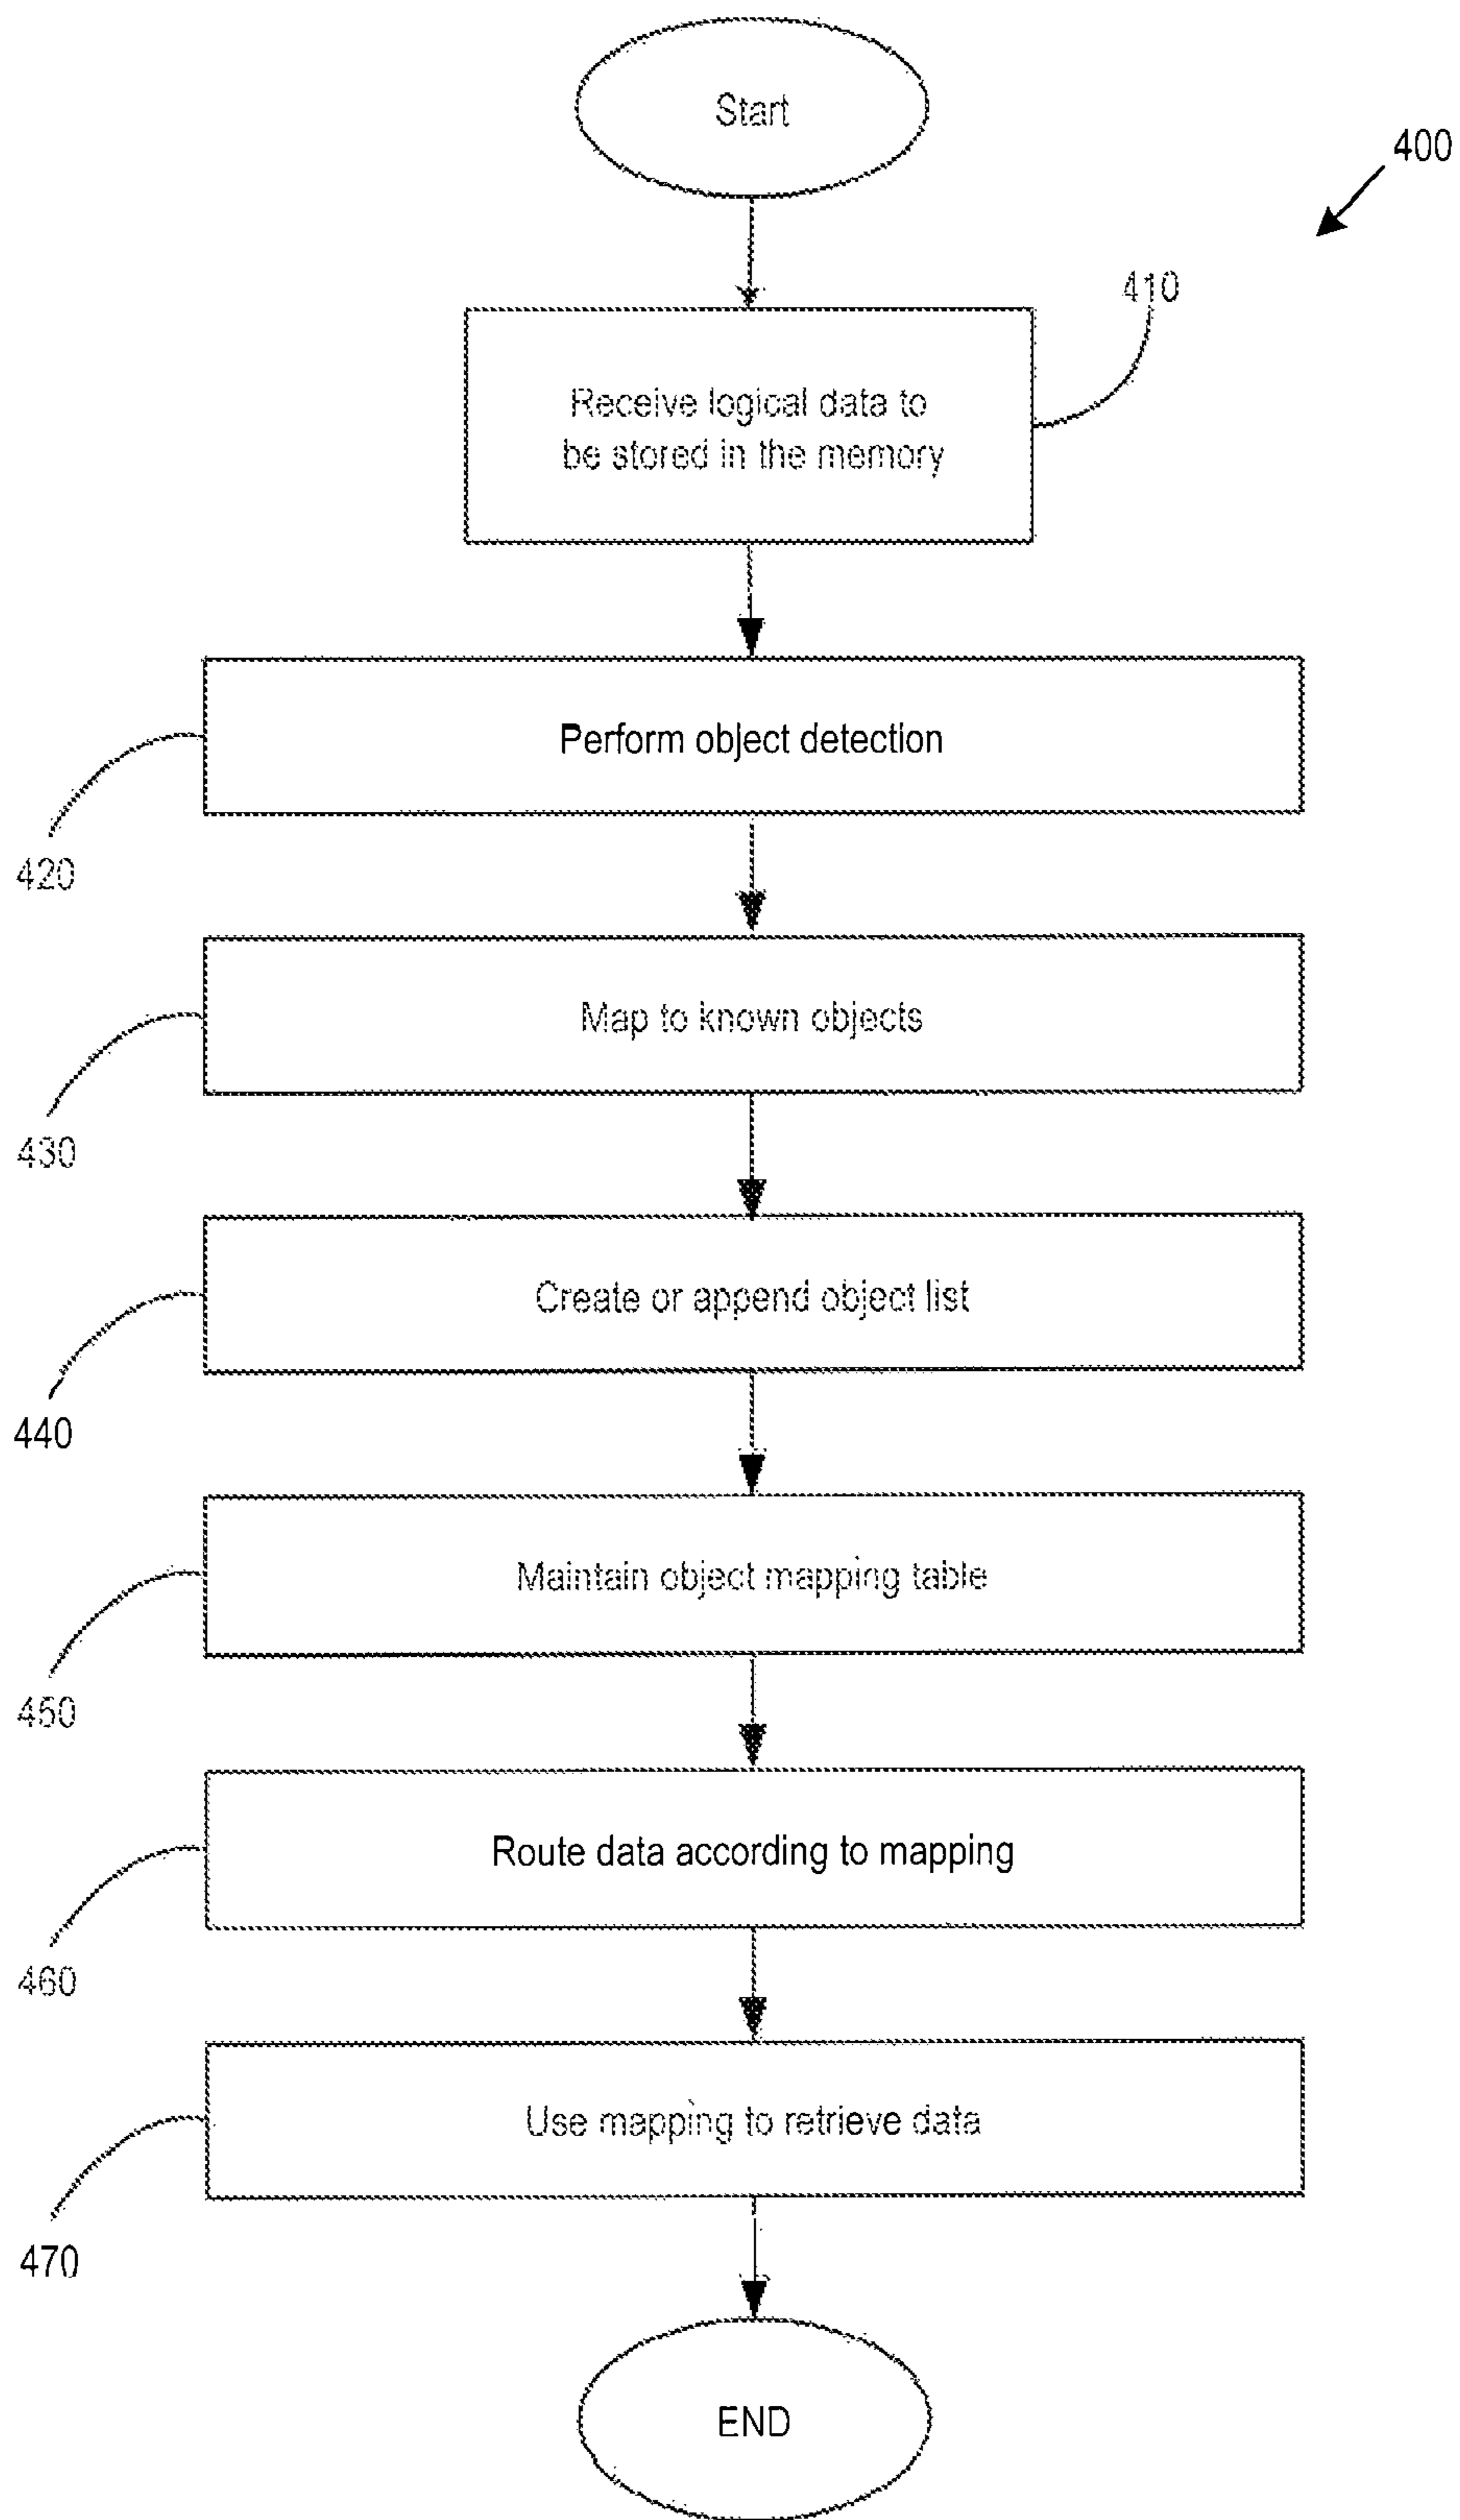 Start
400
410
Receive logical data to
be stored in the memory
Perform object detection
420
Map to known objects
430
Create or append object list
440
Maintain object mapping table
450
Route data according to mapping
460
Use mapping to retrieve data
470
END